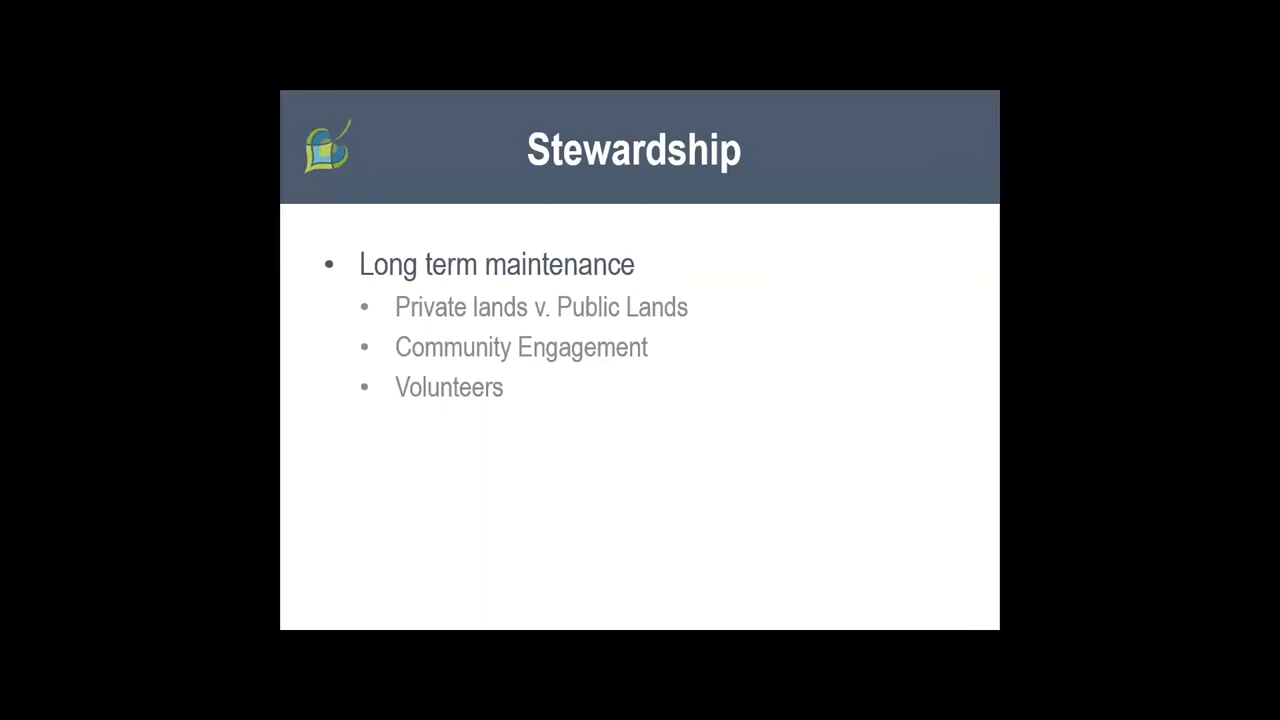 Stewardship
• Long term maintenance
• Private lands v. Public Lands
• Community Engagement
• Volunteers